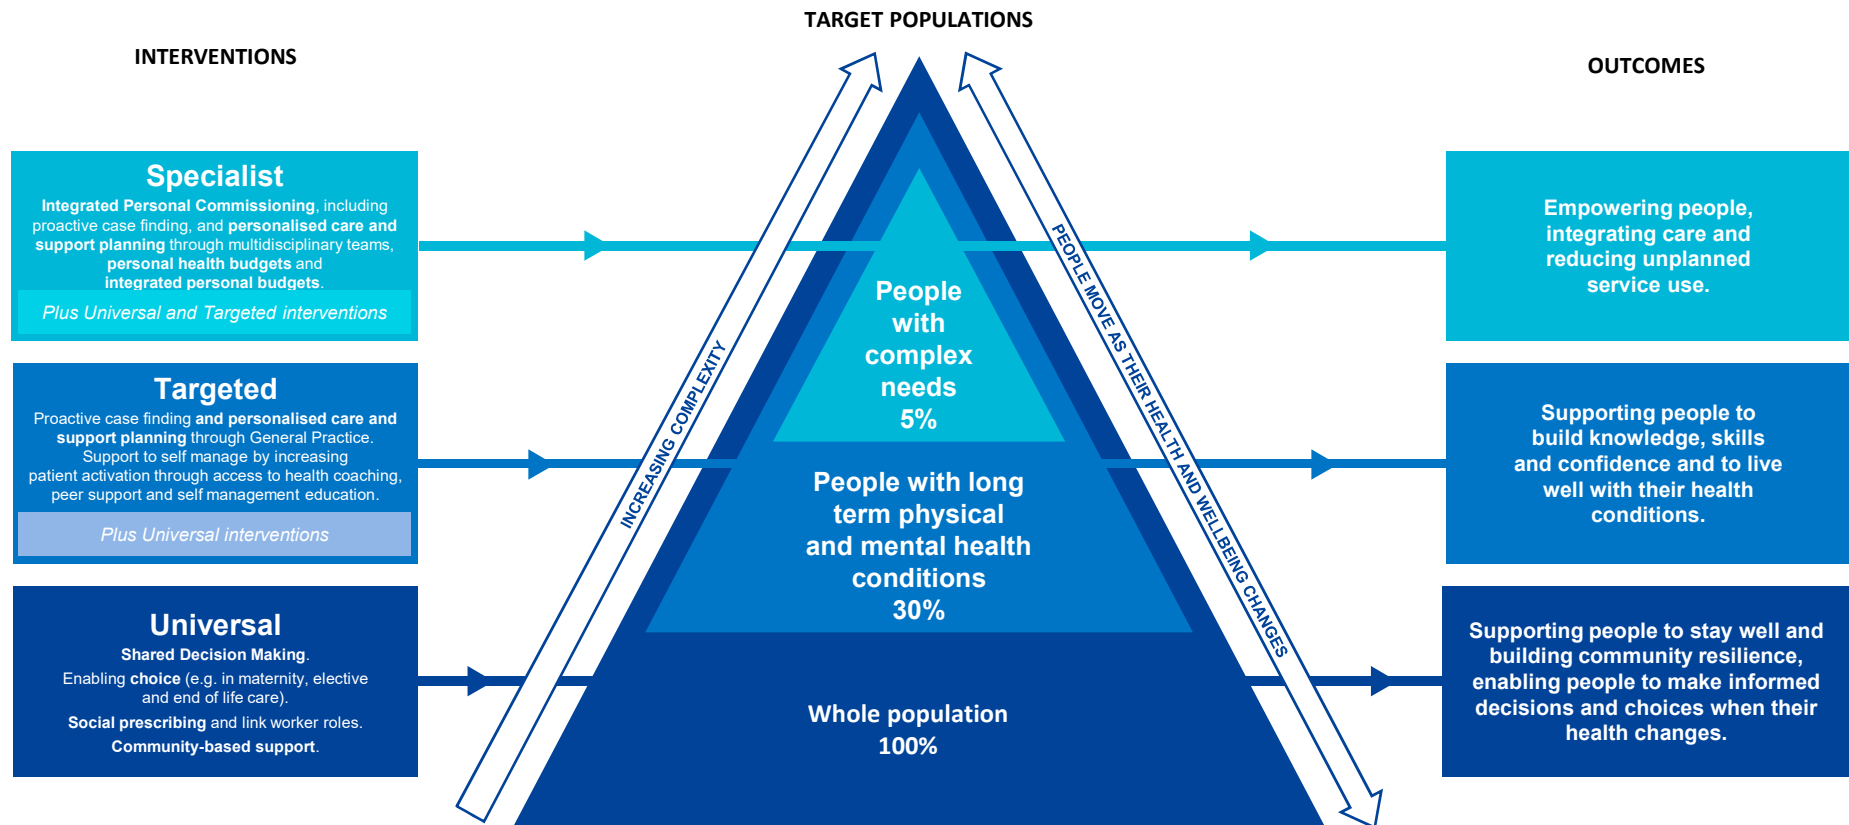 TARGET POPULATIONS
INTERVENTIONS
OUTCOMES
Specialist
Integrated Personal Commissioning, including
proactive case finding, and personalised care and
support planning through multidisciplinary teams,
personal health budgets and
integrated personal budgets.
Plus Universal and Targeted interventions
Targeted
Proactive case finding and personalised care and
support planning through General Practice.
Support to self manage by increasing
patient activation through access to health coaching,
peer support and self management education.
Plus Universal interventions
Universal
Shared Decision Making.
Enabling choice (e.g. in maternity, elective
and end of life care).
Social prescribing and link worker roles.
Community-based support.
INCREASING COMPLEXITY
People
with
complex
needs
5%
People with long
term physical
and mental health
conditions
30%
Whole population
100%
PEOPLE MOVE AS THEIR HEALTH AND WELLBEING CHANGES
Empowering people,
integrating care and
reducing unplanned
service use.
Supporting people to
build knowledge, skills
and confidence and to live
well with their health
conditions.
Supporting people to stay well and
building community resilience,
enabling people to make informed
decisions and choices when their
health changes.